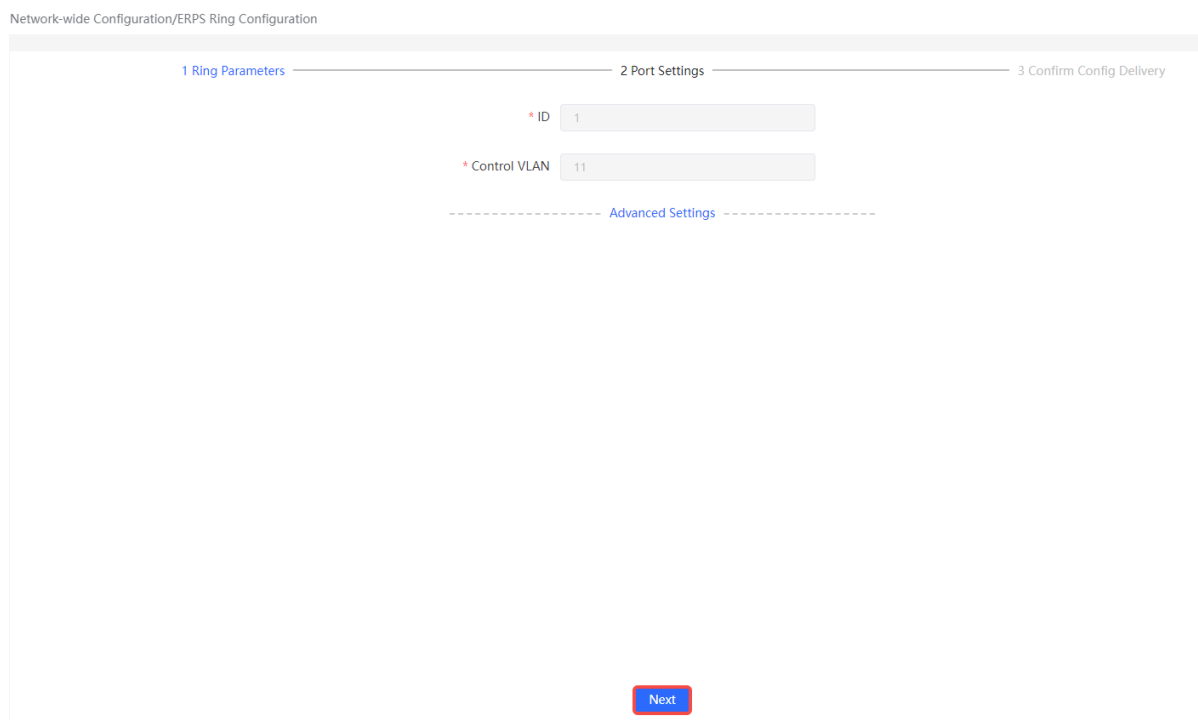 Network-wide Configuration/ERPS Ring Configuration
1 Ring Parameters 2 Port Settings 3 Confirm Config Delivery
* ID 1
* Control VLAN 11
Advanced Settings
Next